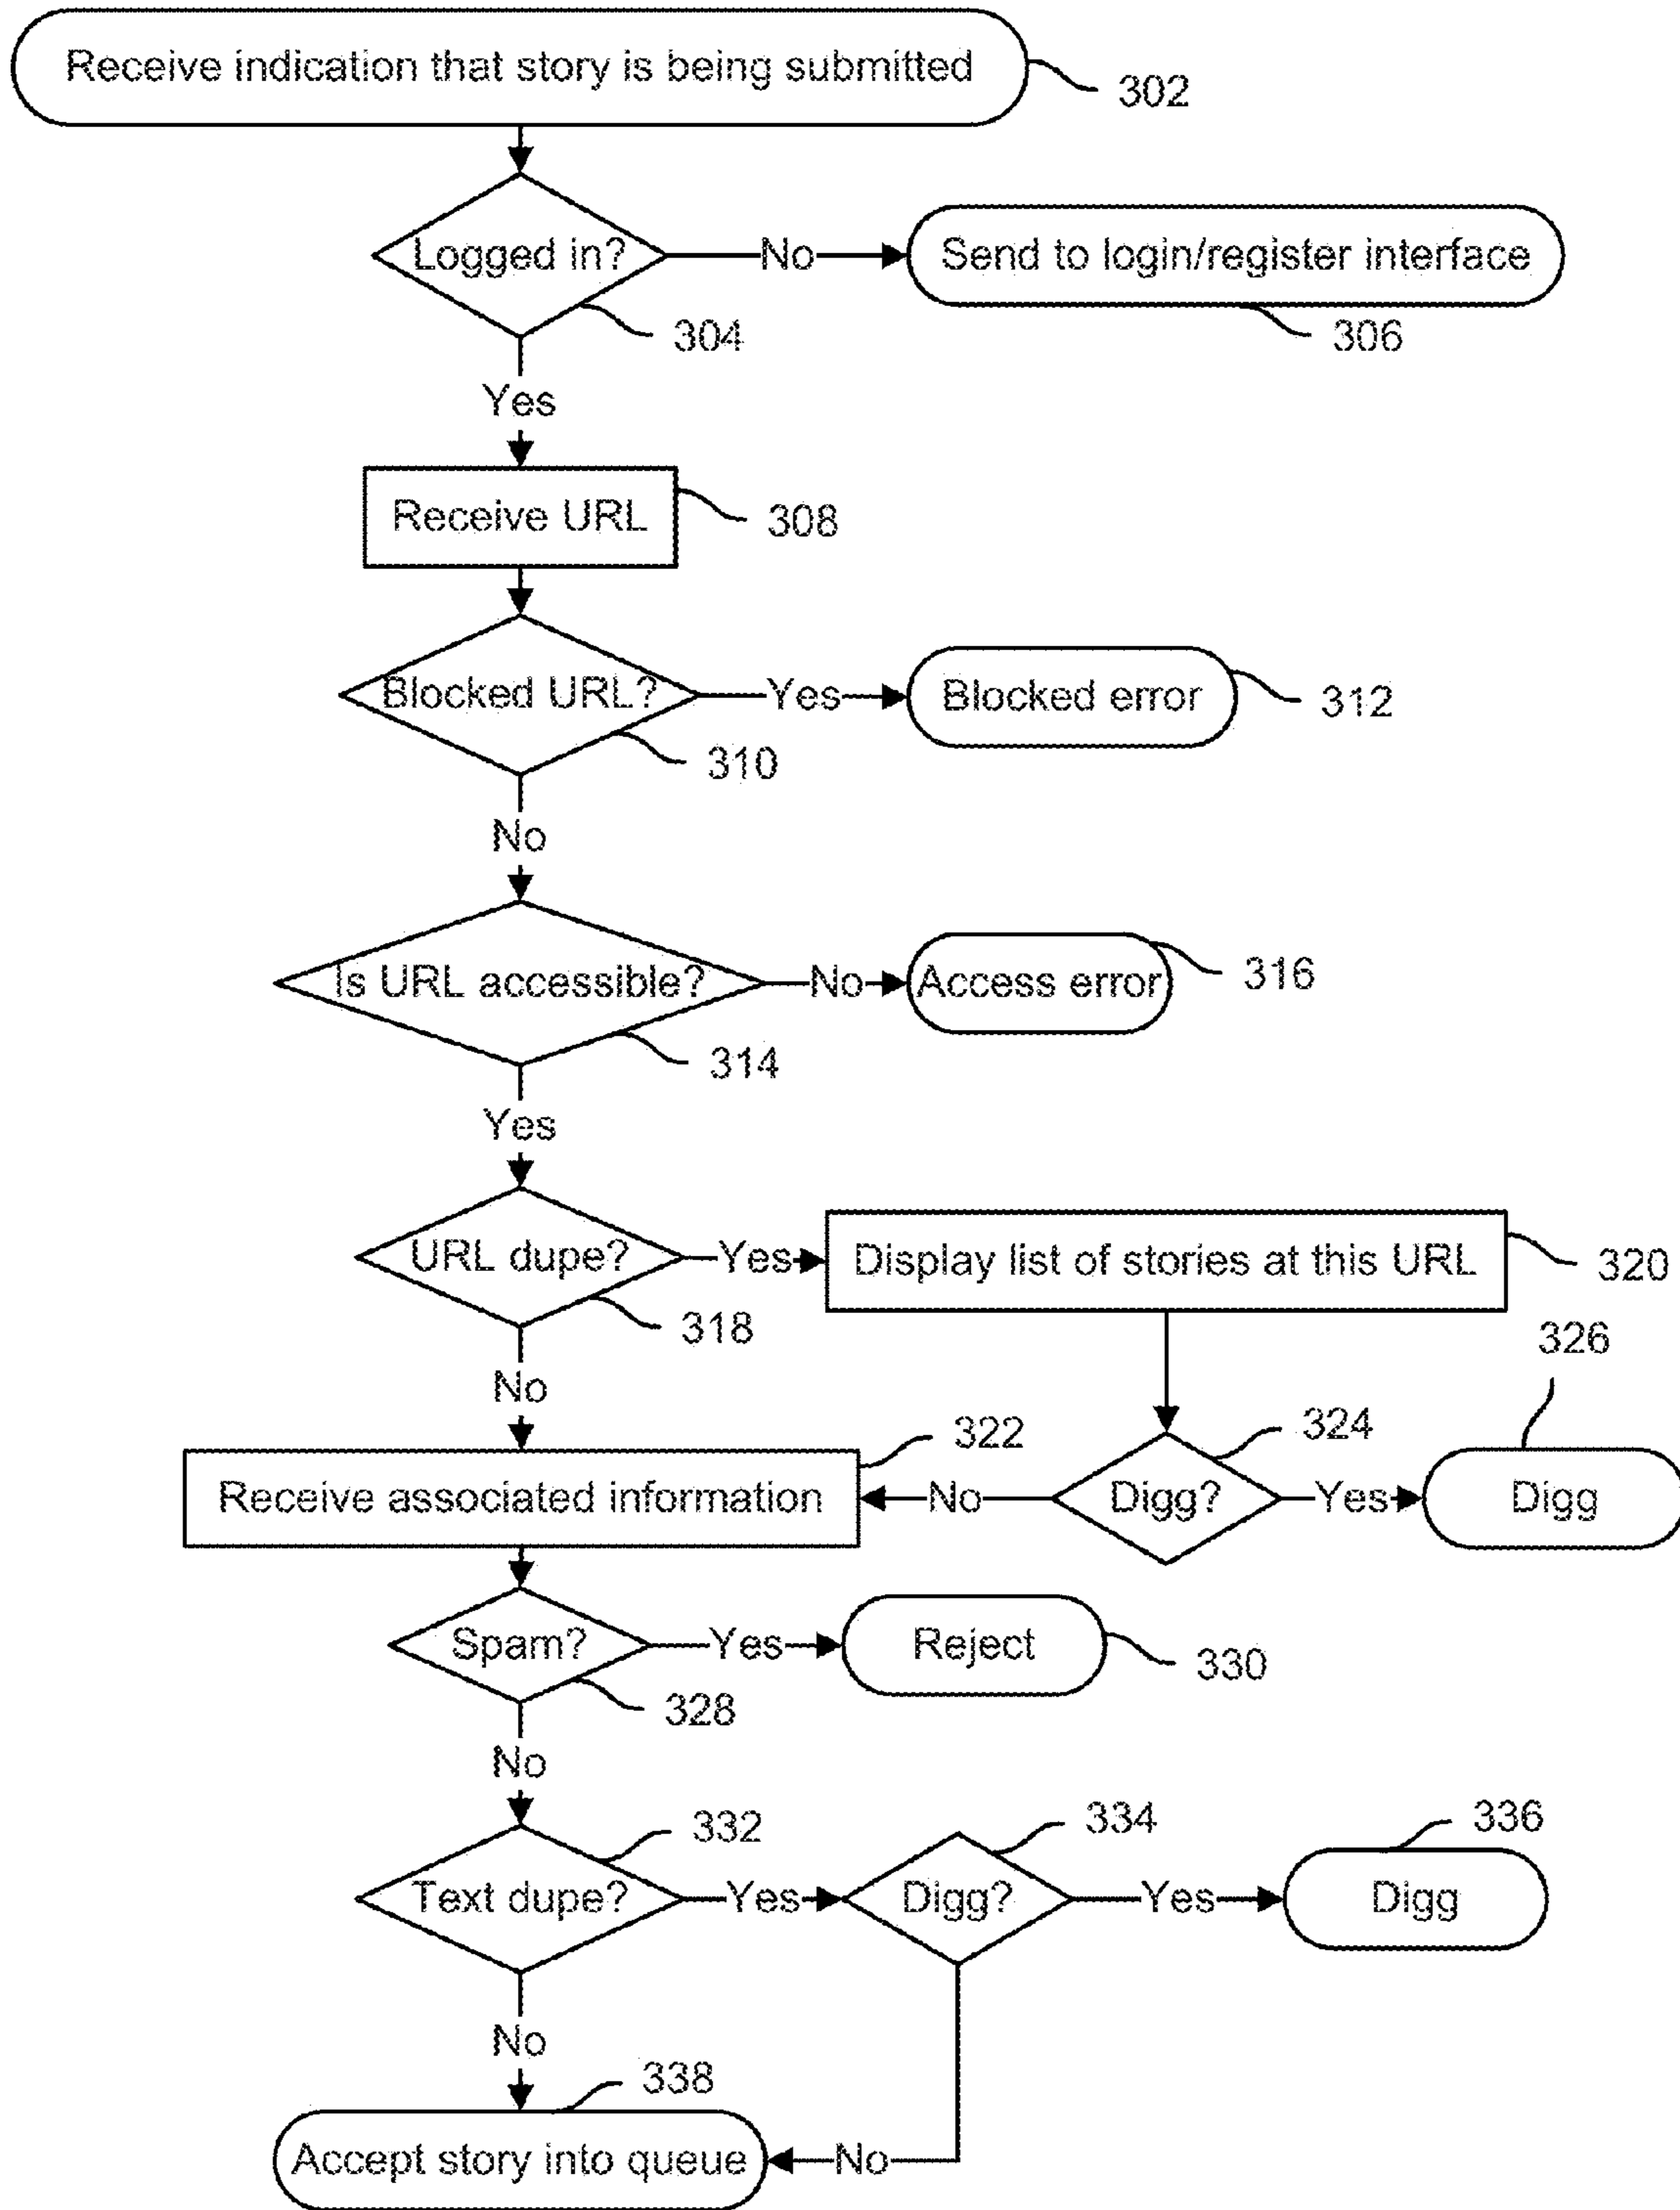 Receive indication that story is being submitted
302
Logged in?
No
Send to login/register interface
304
306
Yes
Receive URL
308
Blocked URL?
Yes
Blocked error
312
310
No
Is URL accessible?
No
Access error
316
314
Yes
URL dupe?
Yes
Display list of stories at this URL
320
318
326
No
322
324
Receive associated information
No
Digg?
Yes
Digg
Spam?
Yes
Reject
330
328
No
332
334
336
Text dupe?
Yes
Digg?
Yes
Digg
No
338
Accept story into queue
No